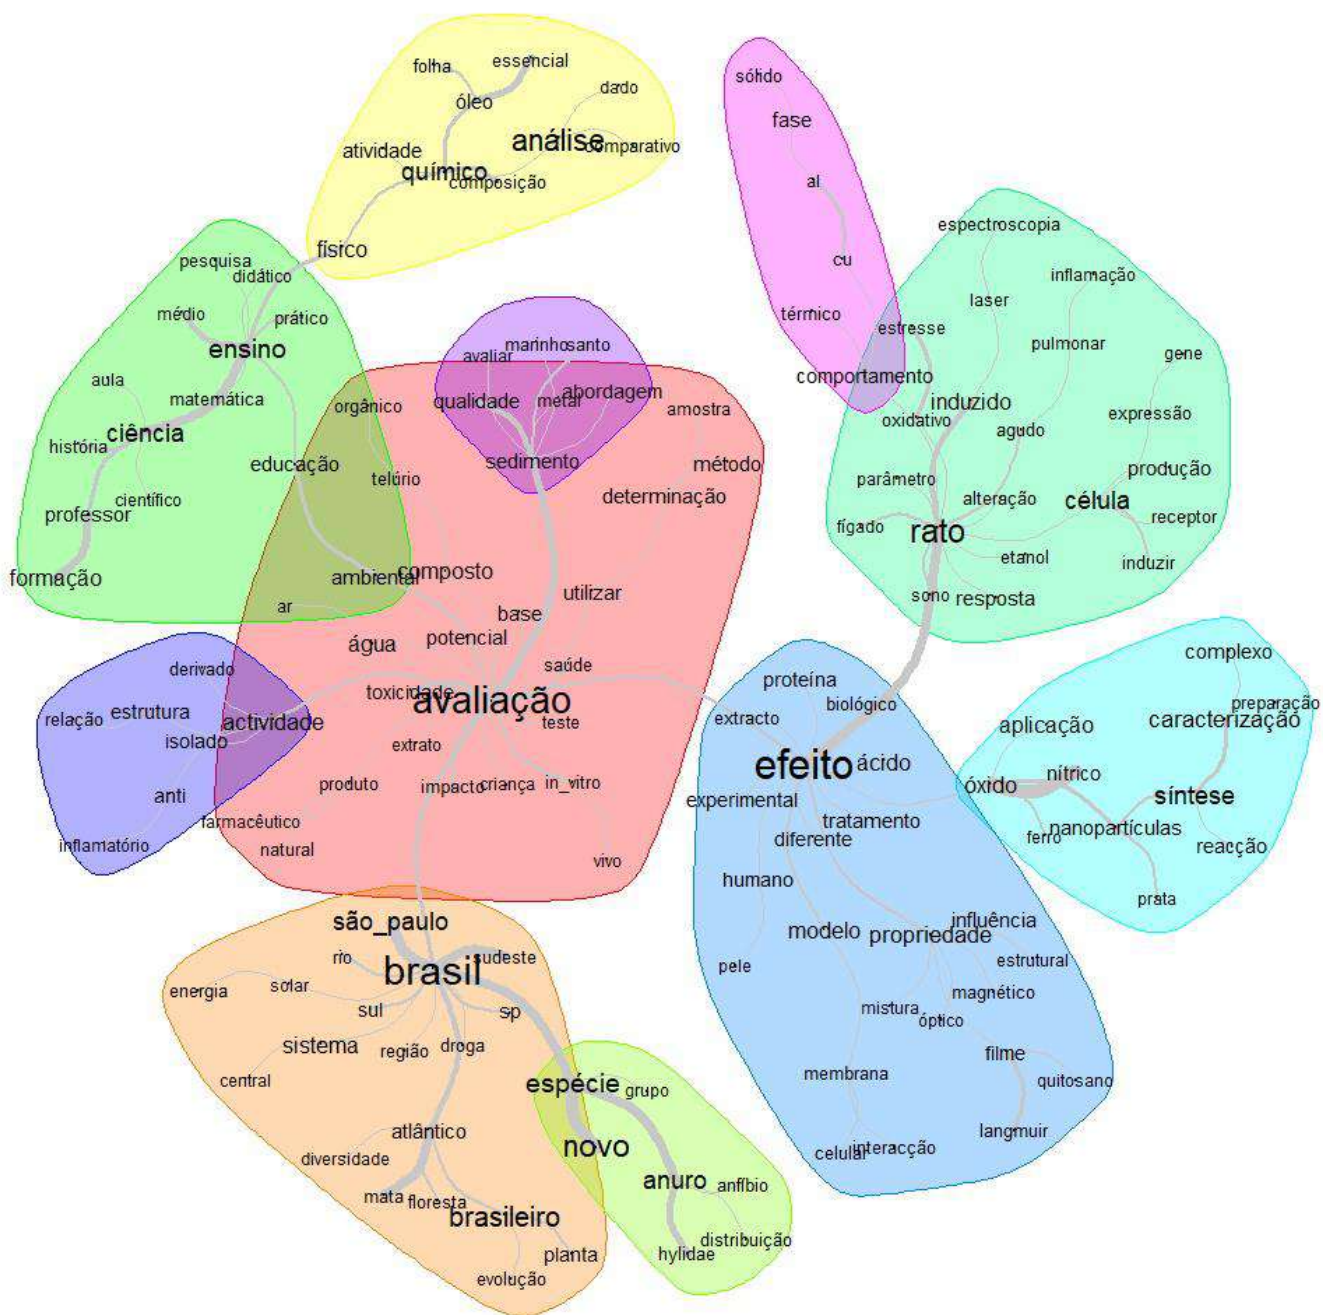 folha
essencial
óleo
dado
análise
comparativo
atividade
químico
composição
físico
sólido
fase
al
cu
térmico
comportamento
espectroscopia
inflamação
laser
estresse
pulmonar
gene
induzido
oxidativo
agudo
expressão
parâmetro
alteração
célula
produção
fígado
rato
receptor
etanol
induzir
sono
resposta
pesquisa
didático
médio
prático
ensino
aula
matemática
ciência
história
educação
científico
professor
formação
ambiental
avaliar
marinho
santo
qualidade
metal
abordagem
sedimento
orgânico
amostra
telúrio
método
determinação
composto
utilizar
ar
base
água
potencial
saúde
toxicidade
avaliação
teste
extrato
produto
impacto
criança
in_vitro
farmacêutico
natural
vivo
derivado
relação
estrutura
actividade
isolado
anti
inflamatório
proteína
biológico
extracto
efeito
ácido
experimental
tratamento
diferente
humano
modelo
propriedade
influência
pele
estrutural
mistura
magnético
óptico
filme
membrana
quitosano
langmuir
celular
interacção
complexo
preparação
aplicação
caracterização
óxido
nítrico
síntese
ferro
nanopartículas
reacção
prata
são_paulo
rio
brasil
sudeste
energia
solar
sul
sp
sistema
região
droga
central
atlântico
diversidade
mata
floresta
brasileiro
planta
evolução
espécie
grupo
novo
anuro
anfíbio
distribuição
hylidae